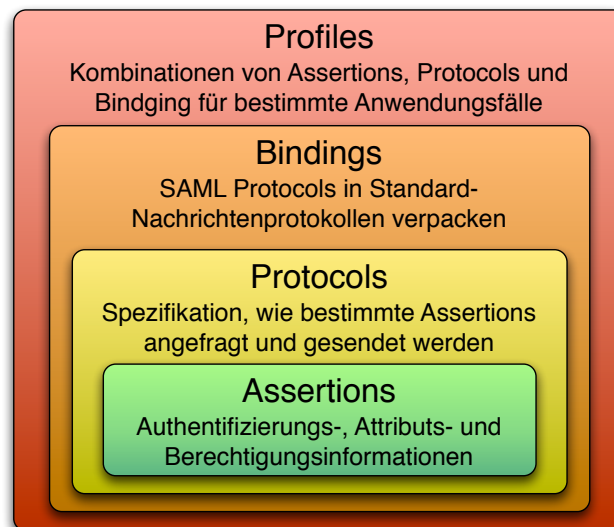 Profiles
Kombinationen von Assertions, Protocols und
Bindging für bestimmte Anwendungsfälle
Bindings
SAML Protocols in Standard-
Nachrichtenprotokollen verpacken
Protocols
Spezifikation, wie bestimmte Assertions
angefragt und gesendet werden
Assertions
Authentifizierungs-, Attributs- und
Berechtigungsinformationen